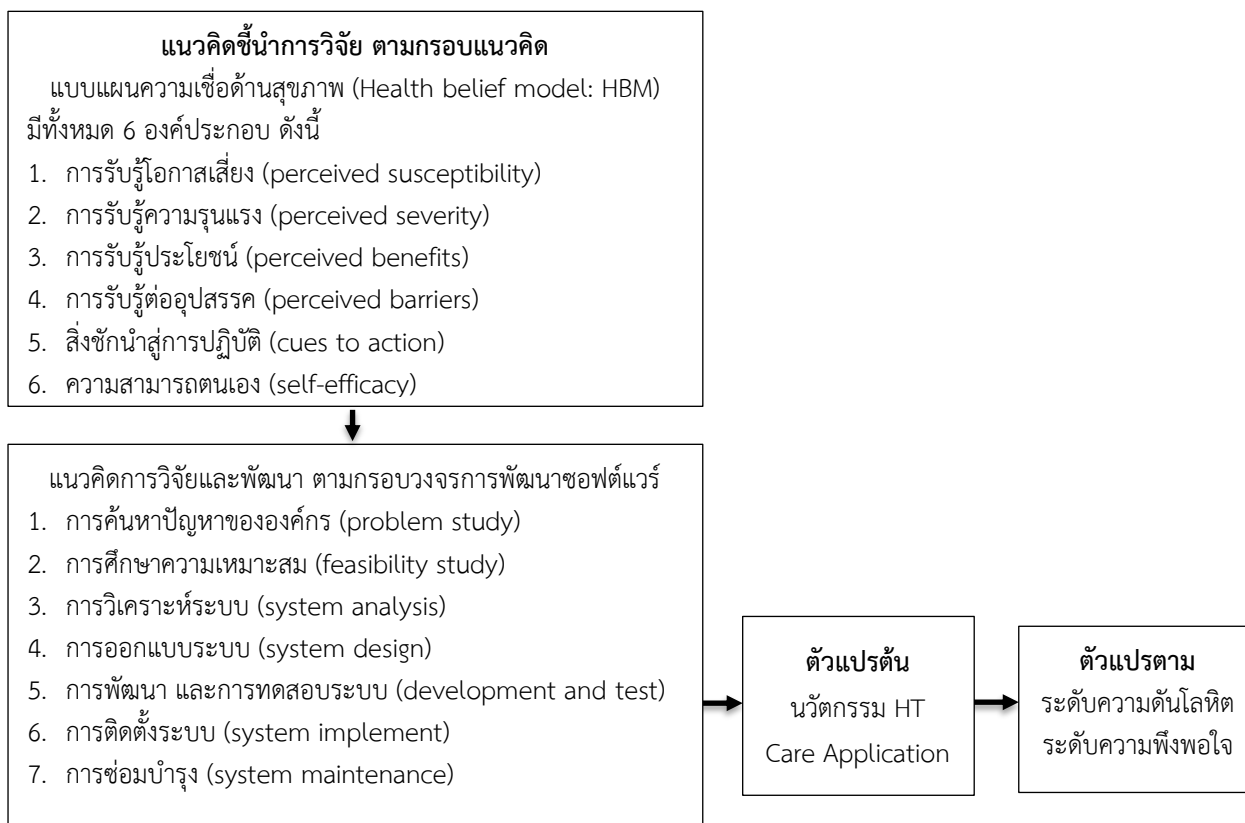 แนวคิดชี้นำการวิจัย ตามกรอบแนวคิด
แบบแผนความเชื่อด้านสุขภาพ (Health belief model: HBM)
มีทั้งหมด 6 องค์ประกอบ ดังนี้
1. การรับรู้โอกาสเสี่ยง (perceived susceptibility)
2. การรับรู้ความรุนแรง (perceived severity)
3. การรับรู้ประโยชน์ (perceived benefits)
4. การรับรู้ต่ออุปสรรค (perceived barriers)
5. สิ่งชักนำสู่การปฏิบัติ (cues to action)
6. ความสามารถตนเอง (self-efficacy)
แนวคิดการวิจัยและพัฒนา ตามกรอบวงจรการพัฒนาซอฟต์แวร์
1. การค้นหาปัญหาขององค์กร (problem study)
2. การศึกษาความเหมาะสม (feasibility study)
3. การวิเคราะห์ระบบ (system analysis)
4. การออกแบบระบบ (system design)
5. การพัฒนา และการทดสอบระบบ (development and test)
6. การติดตั้งระบบ (system implement)
7. การซ่อมบำรุง (system maintenance)
ตัวแปรต้น
นวัตกรรม HT
Care Application
ตัวแปรตาม
ระดับความดันโลหิต
ระดับความพึงพอใจ